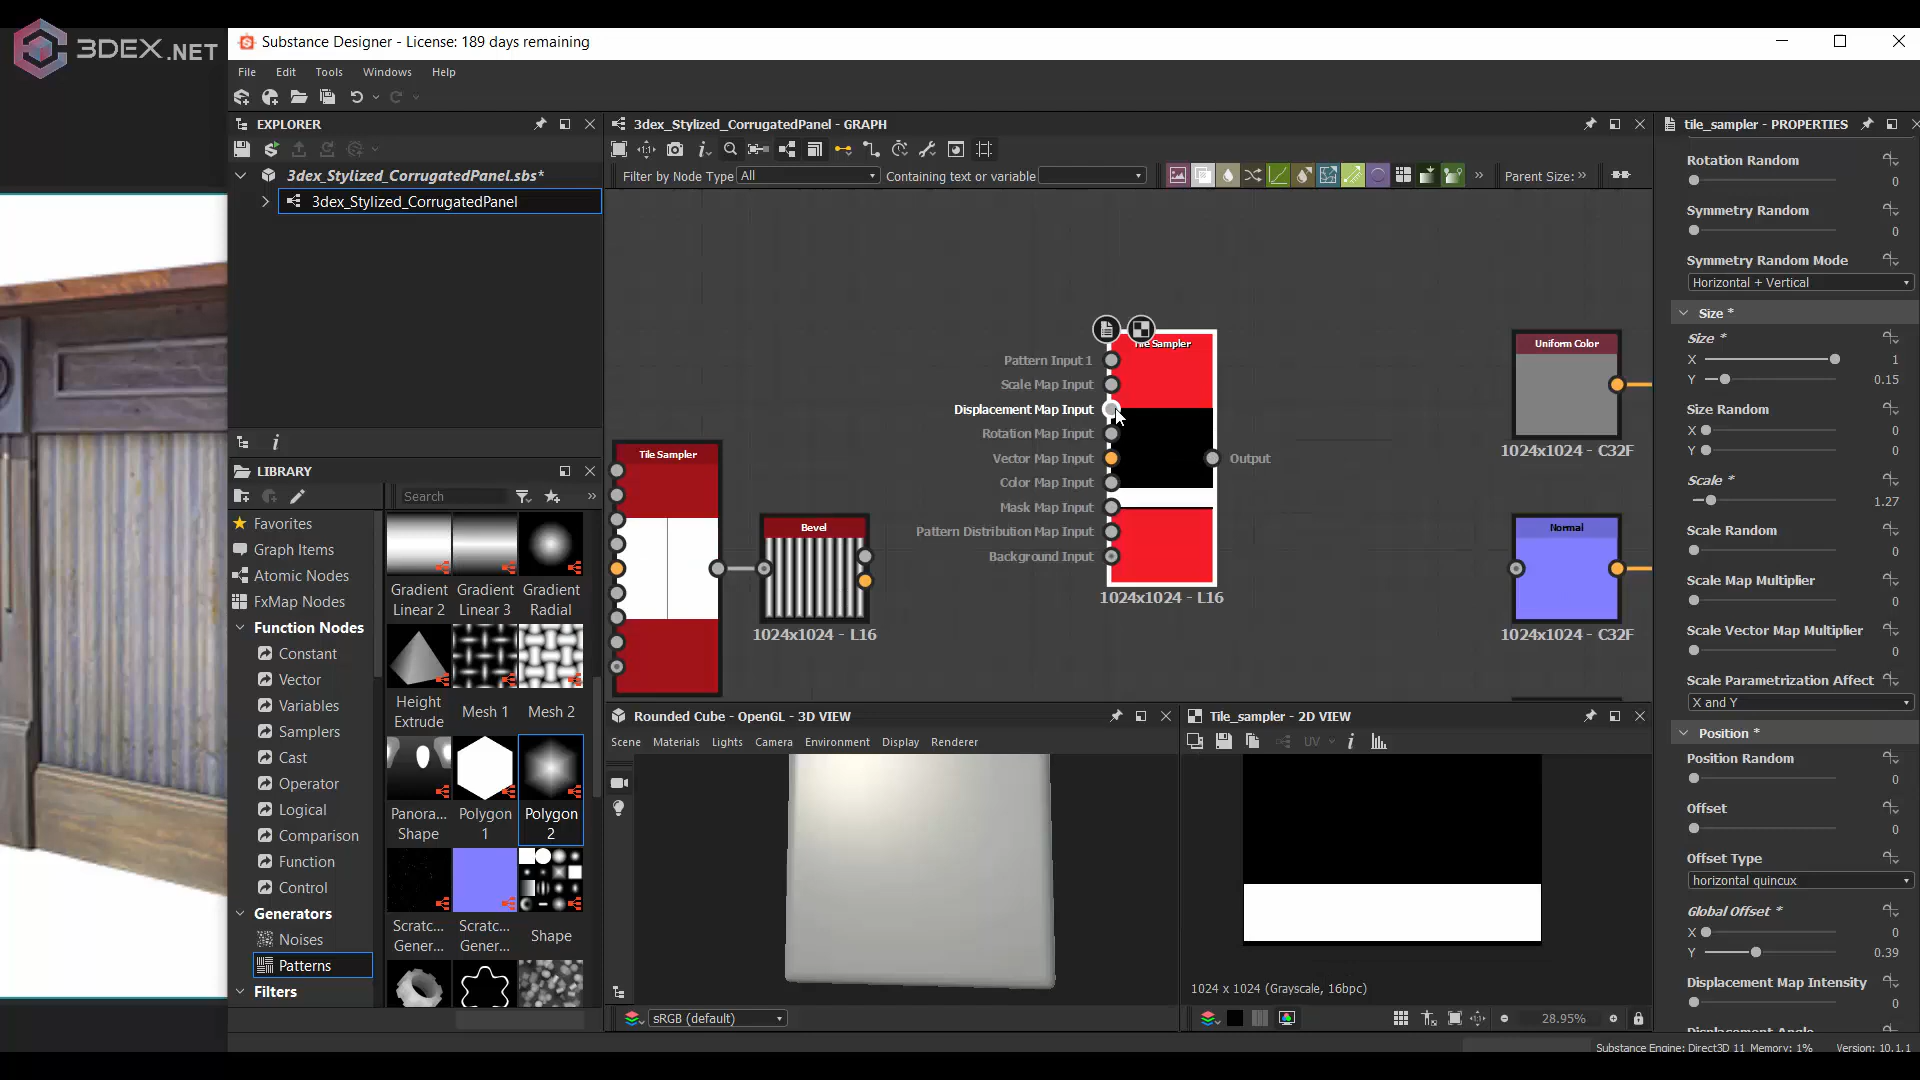 3DEX.NET
Substance Designer - License: 189 days remaining
File Edit Tools Windows Help
EXPLORER
3dex_Stylized_CorrugatedPanel.sbs*
3dex_Stylized_CorrugatedPanel
LIBRARY
Search
Favorites
Graph Items
Atomic Nodes
FxMap Nodes
Function Nodes
Constant
Vector
Variables
Samplers
Cast
Operator
Logical
Comparison
Function
Control
Generators
Noises
Patterns
Filters
Gradient Linear 2
Gradient Linear 3
Gradient Radial
Height Extrude
Mesh 1
Mesh 2
Panora... Shape
Polygon 1
Polygon 2
Scratc... Gener...
Scratc... Gener...
Shape
3dex_Stylized_CorrugatedPanel - GRAPH
Filter by Node Type All Containing text or variable
Parent Size:
Tile Sampler
Bevel
1024x1024 - L16
Pattern Input 1
Scale Map Input
Displacement Map Input
Rotation Map Input
Vector Map Input
Color Map Input
Mask Map Input
Pattern Distribution Map Input
Background Input
Output
1024x1024 - L16
Uniform Color
1024x1024 - C32F
Normal
1024x1024 - C32F
Rounded Cube - OpenGL - 3D VIEW
Scene Materials Lights Camera Environment Display Renderer
sRGB (default)
Tile_sampler - 2D VIEW
UV
1024 x 1024 (Grayscale, 16bpc)
28.95%
tile_sampler - PROPERTIES
Rotation Random
0
Symmetry Random
0
Symmetry Random Mode
Horizontal + Vertical
Size *
Size *
X 1
Y 0.15
Size Random
X 0
Y 0
Scale *
1.27
Scale Random
0
Scale Map Multiplier
0
Scale Vector Map Multiplier
0
Scale Parametrization Affect
X and Y
Position *
Position Random
0
Offset
0
Offset Type
horizontal quincux
Global Offset *
X 0
Y 0.39
Displacement Map Intensity
0
Substance Engine: Direct3D 11 Memory: 1% Version: 10.1.1